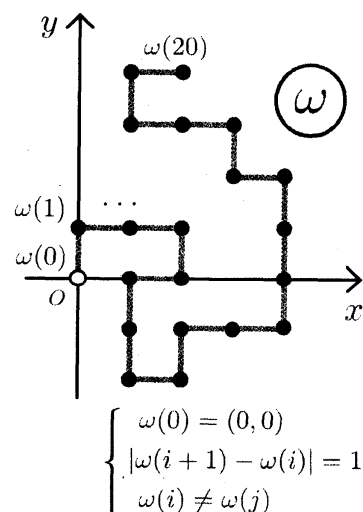 y
ω(20)
ω
ω(1) ...
ω(0)
O
x
ω(0) = (0,0)
|ω(i+1) − ω(i)| = 1
ω(i) ≠ ω(j)